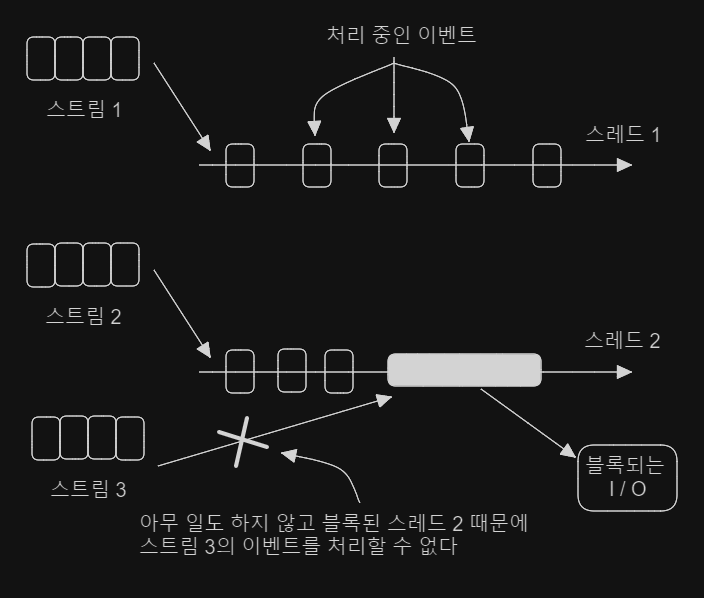 처리 중인 이벤트
스트림 1
스레드 1
스트림 2
스레드 2
스트림 3
블록되는
I / O
아무 일도 하지 않고 블록된 스레드 2 때문에
스트림 3의 이벤트를 처리할 수 없다